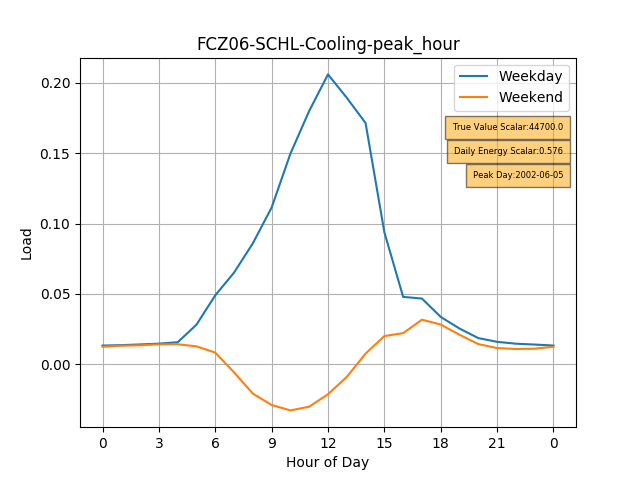 FCZ06-SCHL-Cooling-peak_hour
Weekday
Weekend
True Value Scalar:44700.0
Daily Energy Scalar:0.576
Peak Day:2002-06-05
0.20
0.15
0.10
0.05
0.00
Load
0 3 6 9 12 15 18 21 0
Hour of Day